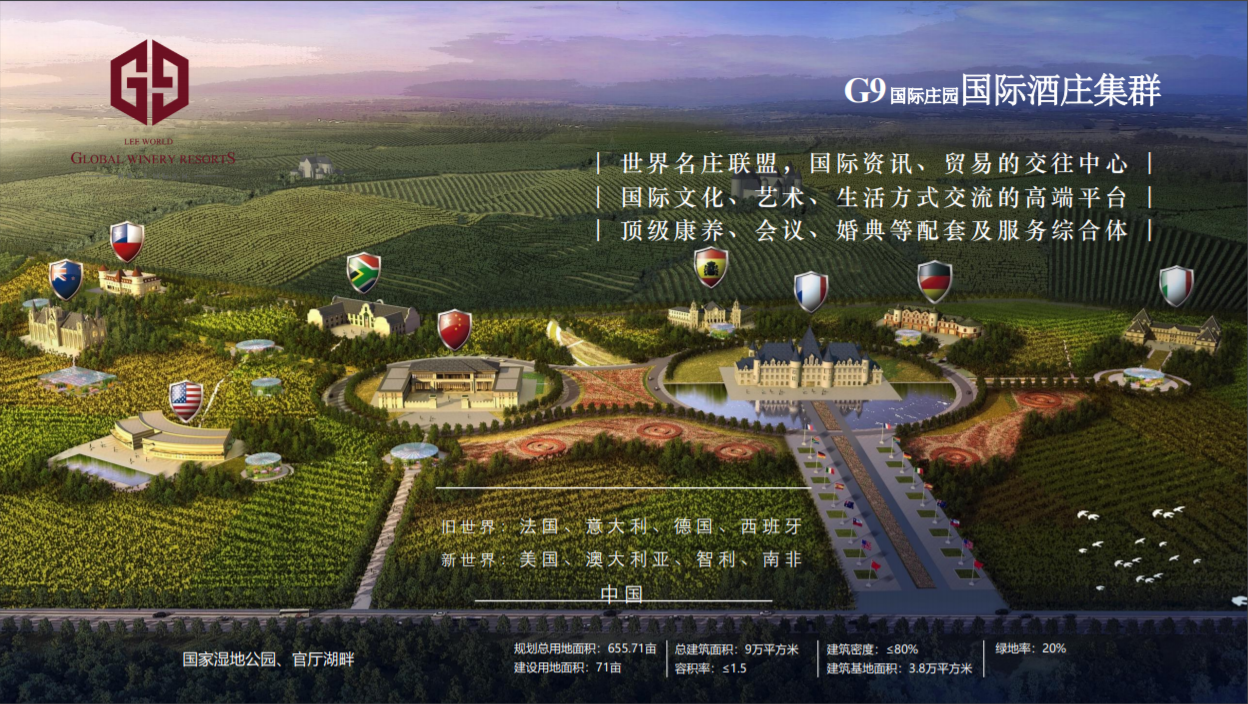 G9
LEE WORLD
GLOBAL WINERY RESORTS
G9 国际庄园国际酒庄集群
| 世界名庄联盟，国际资讯、贸易的交往中心 |
| 国际文化、艺术、生活方式交流的高端平台 |
| 顶级康养、会议、婚典等配套及服务综合体 |
旧世界：法国、意大利、德国、西班牙
新世界：美国、澳大利亚、智利、南非
中国
国家湿地公园、官厅湖畔
规划总用地面积：655.71亩
建设用地面积：71亩
总建筑面积：9万平方米
容积率：≤1.5
建筑密度：≤80%
建筑基地面积：3.8万平方米
绿地率：20%